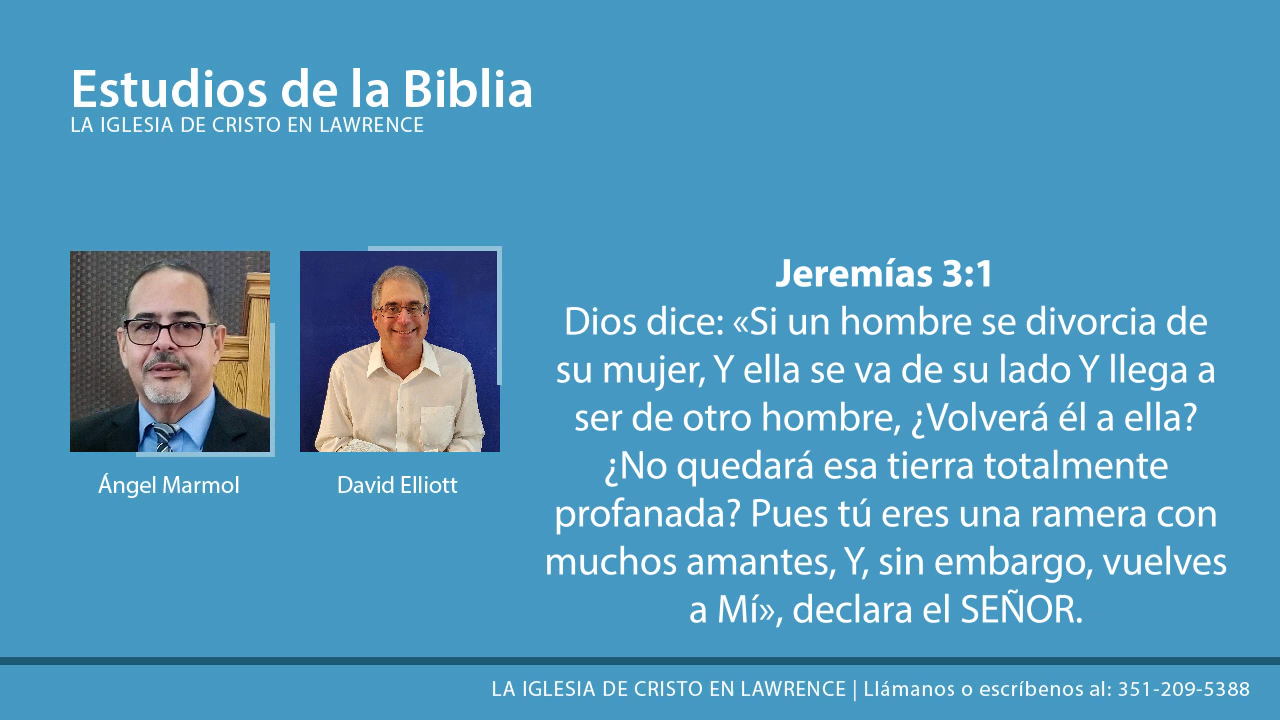 Estudios de la Biblia
LA IGLESIA DE CRISTO EN LAWRENCE
Ángel Marmol
David Elliott
Jeremías 3:1
Dios dice: «Si un hombre se divorcia de
su mujer, Y ella se va de su lado Y llega a
ser de otro hombre, ¿Volverá él a ella?
¿No quedará esa tierra totalmente
profanada? Pues tú eres una ramera con
muchos amantes, Y, sin embargo, vuelves
a Mí», declara el SEÑOR.
LA IGLESIA DE CRISTO EN LAWRENCE | Llámanos o escríbenos al: 351-209-5388